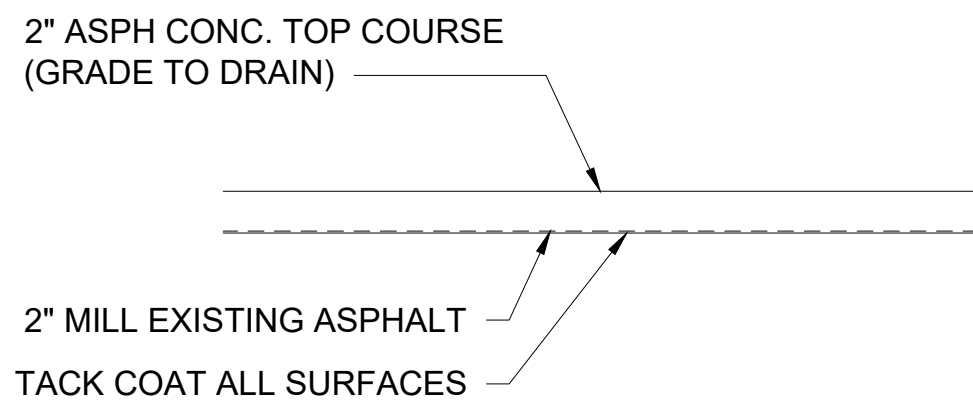 2" ASPH CONC. TOP COURSE
(GRADE TO DRAIN)
2" MILL EXISTING ASPHALT
TACK COAT ALL SURFACES